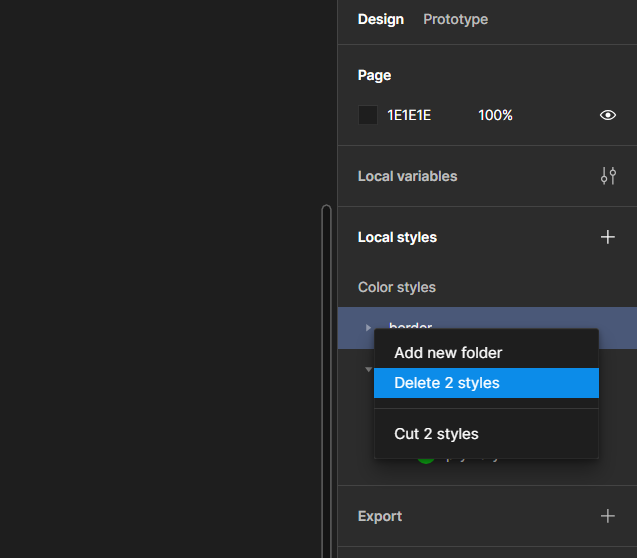 Design Prototype
Page
1E1E1E 100%
Local variables
Local styles
Color styles
border
Add new folder
Delete 2 styles
Cut 2 styles
Export